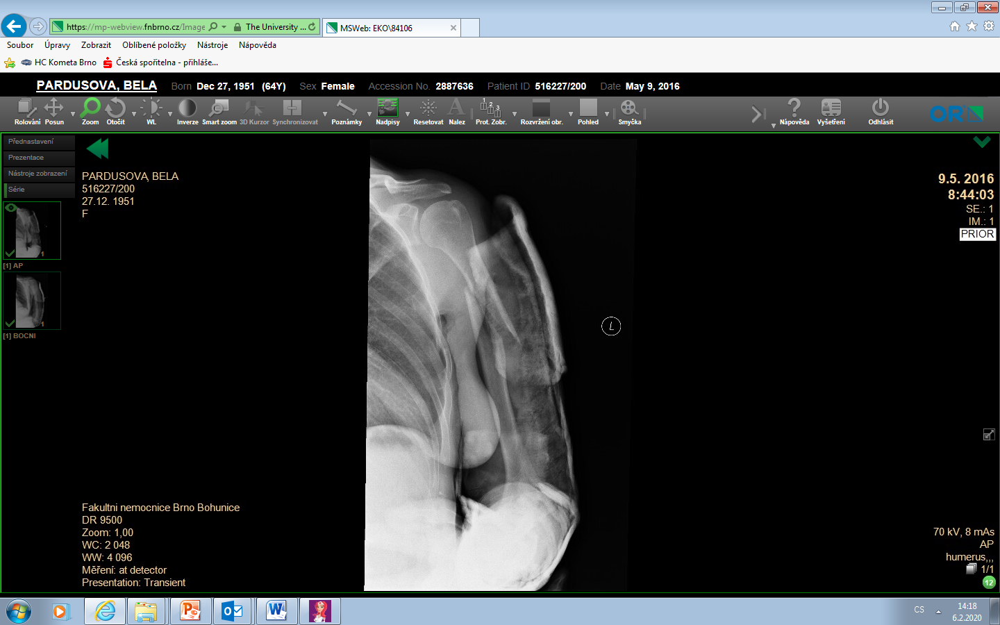 https://mp-webview.fnbrno.cz/Image
The University ...
MSWeb: EKO\84106
Soubor Úpravy Zobrazit Oblíbené položky Nástroje Nápověda
HC Kometa Brno Česká spořitelna - přihláše...
PARDUSOVA, BELA Born Dec 27, 1951 (64Y) Sex Female Accession No. 2887636 Patient ID 516227/200 Date May 9, 2016
Rolování Posun Zoom Otočit WL Inverze Smart zoom 3D Kurzor Synchronizovat Poznámky Nadpisy Resetovat Nalez Prot. Zobr. Rozvržení obr. Pohled Smyčka Nápověda Vyšetření Odhlásit
Přednastavení
Prezentace
Nástroje zobrazení
Série
1
[1] AP
1
[1] BOCNI
PARDUSOVA, BELA
516227/200
27.12. 1951
F
9.5. 2016
8:44:03
SE.: 1
IM.: 1
PRIOR
L
Fakultni nemocnice Brno Bohunice
DR 9500
Zoom: 1,00
WC: 2 048
WW: 4 096
Měření: at detector
Presentation: Transient
70 kV, 8 mAs
AP
humerus,,,
1/1
12
CS
14:18
6.2.2020